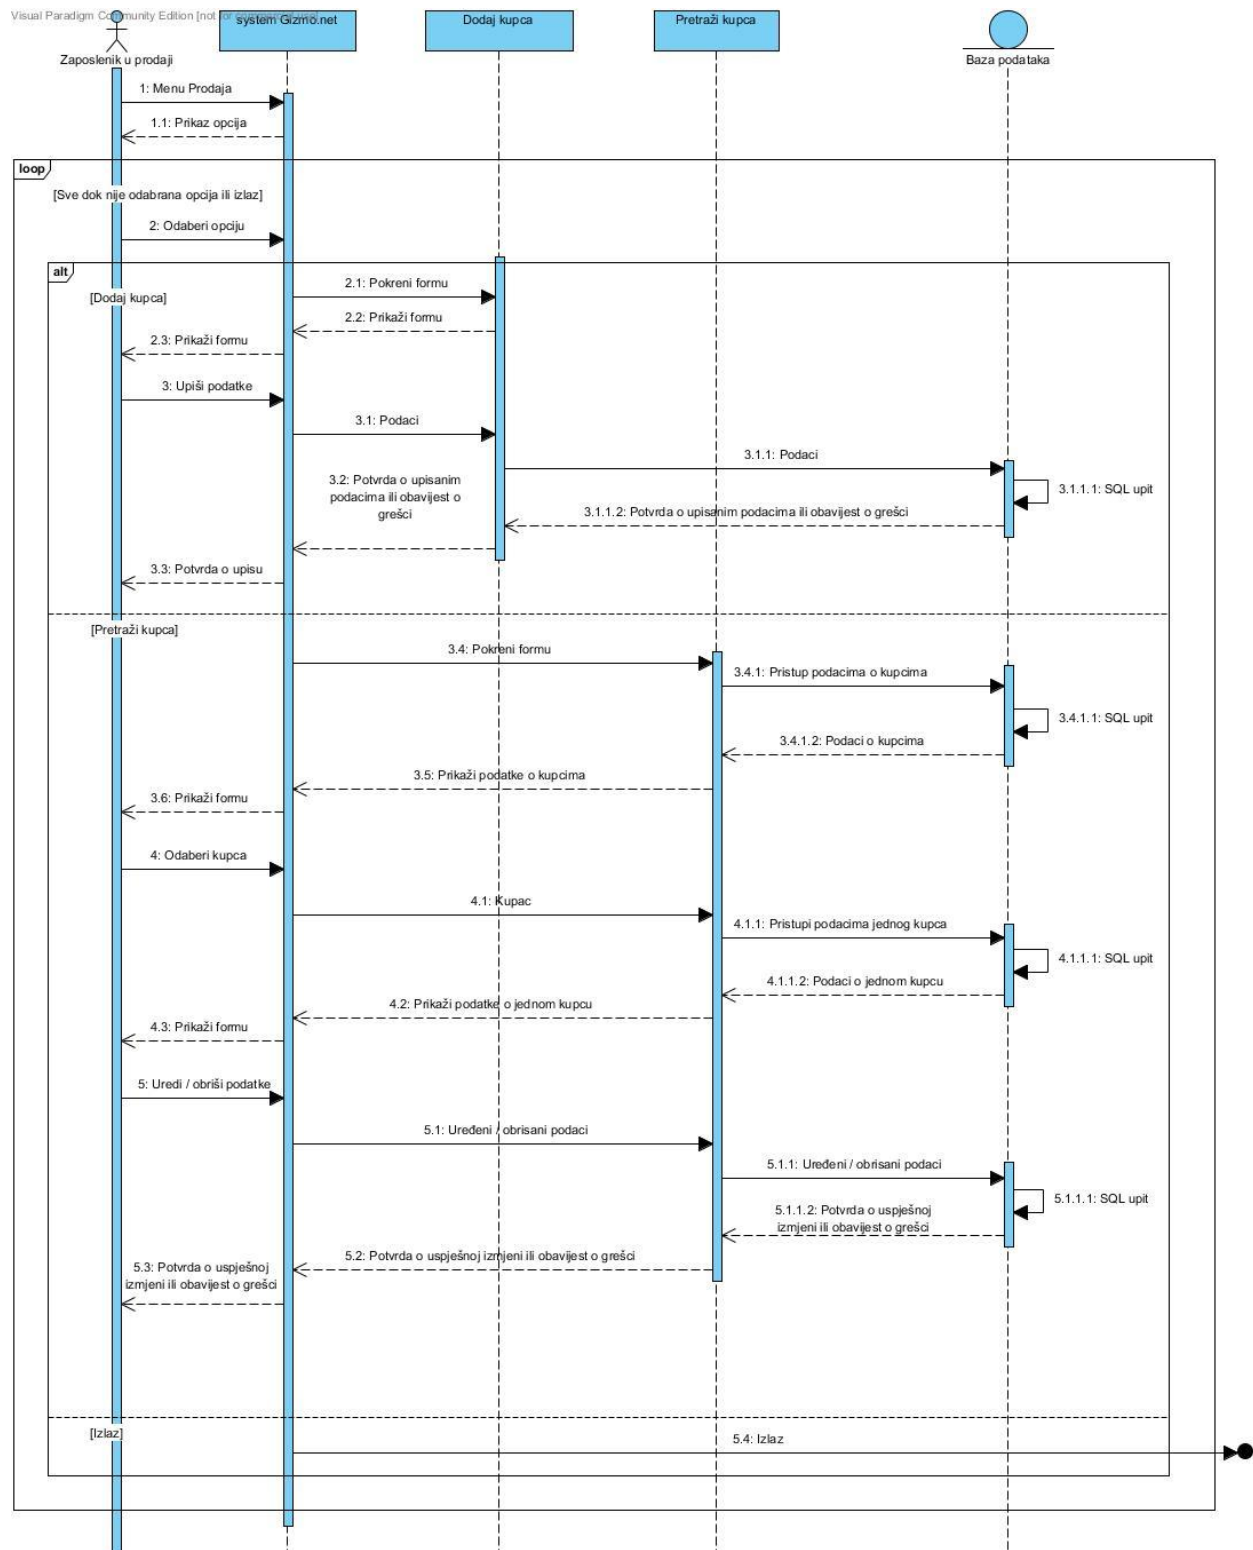 Visual Paradigm Community Edition [not for commercial use]
system Gizmo.net
Dodaj kupca
Pretraži kupca
Zaposlenik u prodaji
Baza podataka
1: Menu Prodaja
1.1: Prikaz opcija
loop
[Sve dok nije odabrana opcija ili izlaz]
2: Odaberi opciju
alt
[Dodaj kupca]
2.1: Pokreni formu
2.2: Prikaži formu
2.3: Prikaži formu
3: Upiši podatke
3.1: Podaci
3.1.1: Podaci
3.1.1.1: SQL upit
3.2: Potvrda o upisanim
podacima ili obavijest o
grešci
3.1.1.2: Potvrda o upisanim podacima ili obavijest o grešci
3.3: Potvrda o upisu
[Pretraži kupca]
3.4: Pokreni formu
3.4.1: Pristup podacima o kupcima
3.4.1.1: SQL upit
3.4.1.2: Podaci o kupcima
3.5: Prikaži podatke o kupcima
3.6: Prikaži formu
4: Odaberi kupca
4.1: Kupac
4.1.1: Pristupi podacima jednog kupca
4.1.1.1: SQL upit
4.1.1.2: Podaci o jednom kupcu
4.2: Prikaži podatke o jednom kupcu
4.3: Prikaži formu
5: Uredi / obriši podatke
5.1: Uređeni / obrisani podaci
5.1.1: Uređeni / obrisani podaci
5.1.1.1: SQL upit
5.1.1.2: Potvrda o uspješnoj
izmjeni ili obavijest o grešci
5.2: Potvrda o uspješnoj izmjeni ili obavijest o grešci
5.3: Potvrda o uspješnoj
izmjeni ili obavijest o grešci
[Izlaz]
5.4: Izlaz